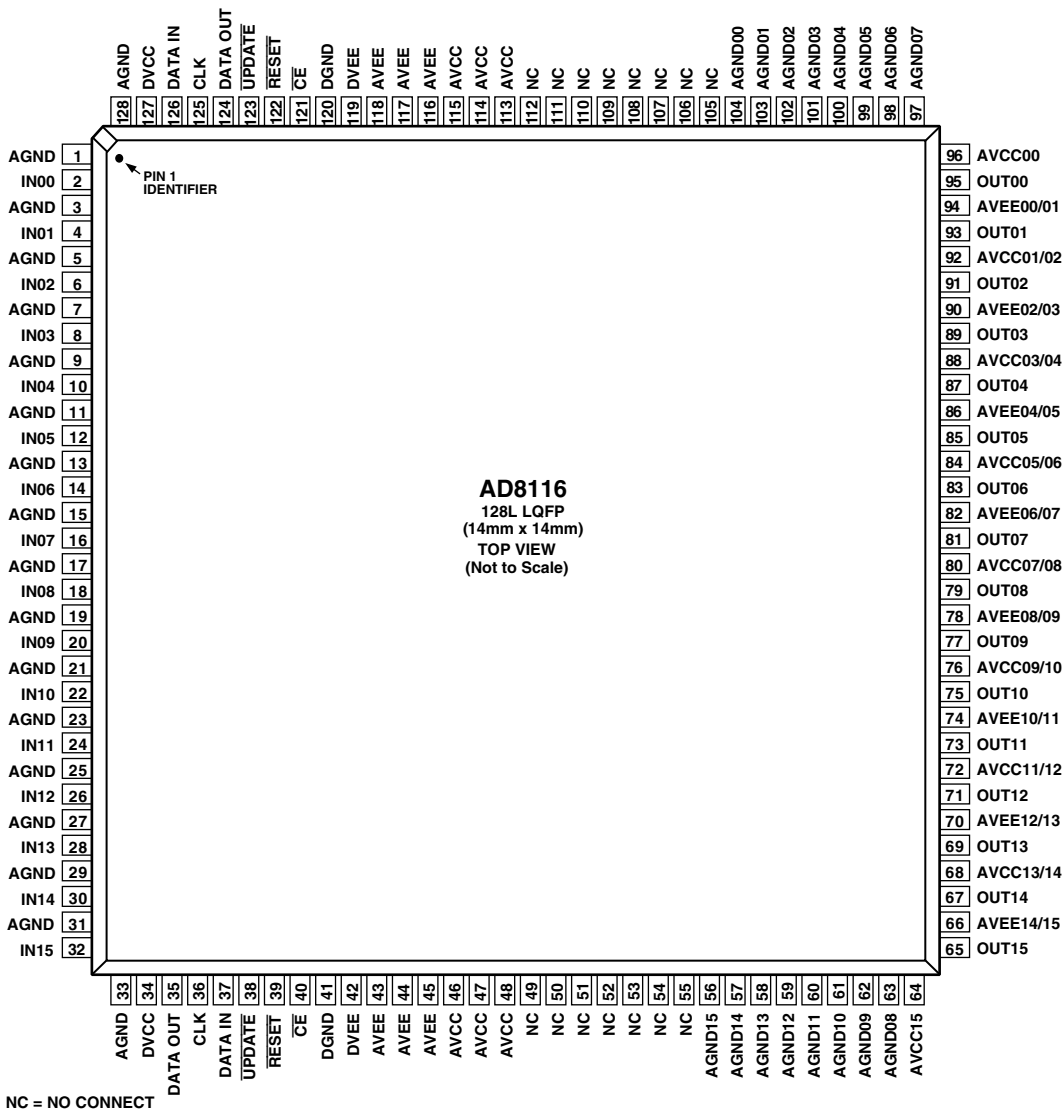 AGND DVCC DATA IN CLK DATA OUT UPDATE RESET CE DGND DVEE AVEE AVEE AVEE AVCC AVCC AVCC NC NC NC NC NC NC NC NC AGND00 AGND01 AGND02 AGND03 AGND04 AGND05 AGND06 AGND07
128 127 126 125 124 123 122 121 120 119 118 117 116 115 114 113 112 111 110 109 108 107 106 105 104 103 102 101 100 99 98 97
AGND 1 96 AVCC00
PIN 1
IDENTIFIER
IN00 2 95 OUT00
AGND 3 94 AVEE00/01
IN01 4 93 OUT01
AGND 5 92 AVCC01/02
IN02 6 91 OUT02
AGND 7 90 AVEE02/03
IN03 8 89 OUT03
AGND 9 88 AVCC03/04
IN04 10 87 OUT04
AGND 11 86 AVEE04/05
IN05 12 85 OUT05
AGND 13 84 AVCC05/06
IN06 14 83 OUT06
AGND 15 82 AVEE06/07
IN07 16 81 OUT07
AGND 17 80 AVCC07/08
IN08 18 79 OUT08
AGND 19 78 AVEE08/09
IN09 20 77 OUT09
AGND 21 76 AVCC09/10
IN10 22 75 OUT10
AGND 23 74 AVEE10/11
IN11 24 73 OUT11
AGND 25 72 AVCC11/12
IN12 26 71 OUT12
AGND 27 70 AVEE12/13
IN13 28 69 OUT13
AGND 29 68 AVCC13/14
IN14 30 67 OUT14
AGND 31 66 AVEE14/15
IN15 32 65 OUT15
AD8116
128L LQFP
(14mm x 14mm)
TOP VIEW
(Not to Scale)
33 34 35 36 37 38 39 40 41 42 43 44 45 46 47 48 49 50 51 52 53 54 55 56 57 58 59 60 61 62 63 64
AGND DVCC DATA OUT CLK DATA IN UPDATE RESET CE DGND DVEE AVEE AVEE AVEE AVCC AVCC AVCC NC NC NC NC NC NC NC AGND15 AGND14 AGND13 AGND12 AGND11 AGND10 AGND09 AGND08 AVCC15
NC = NO CONNECT